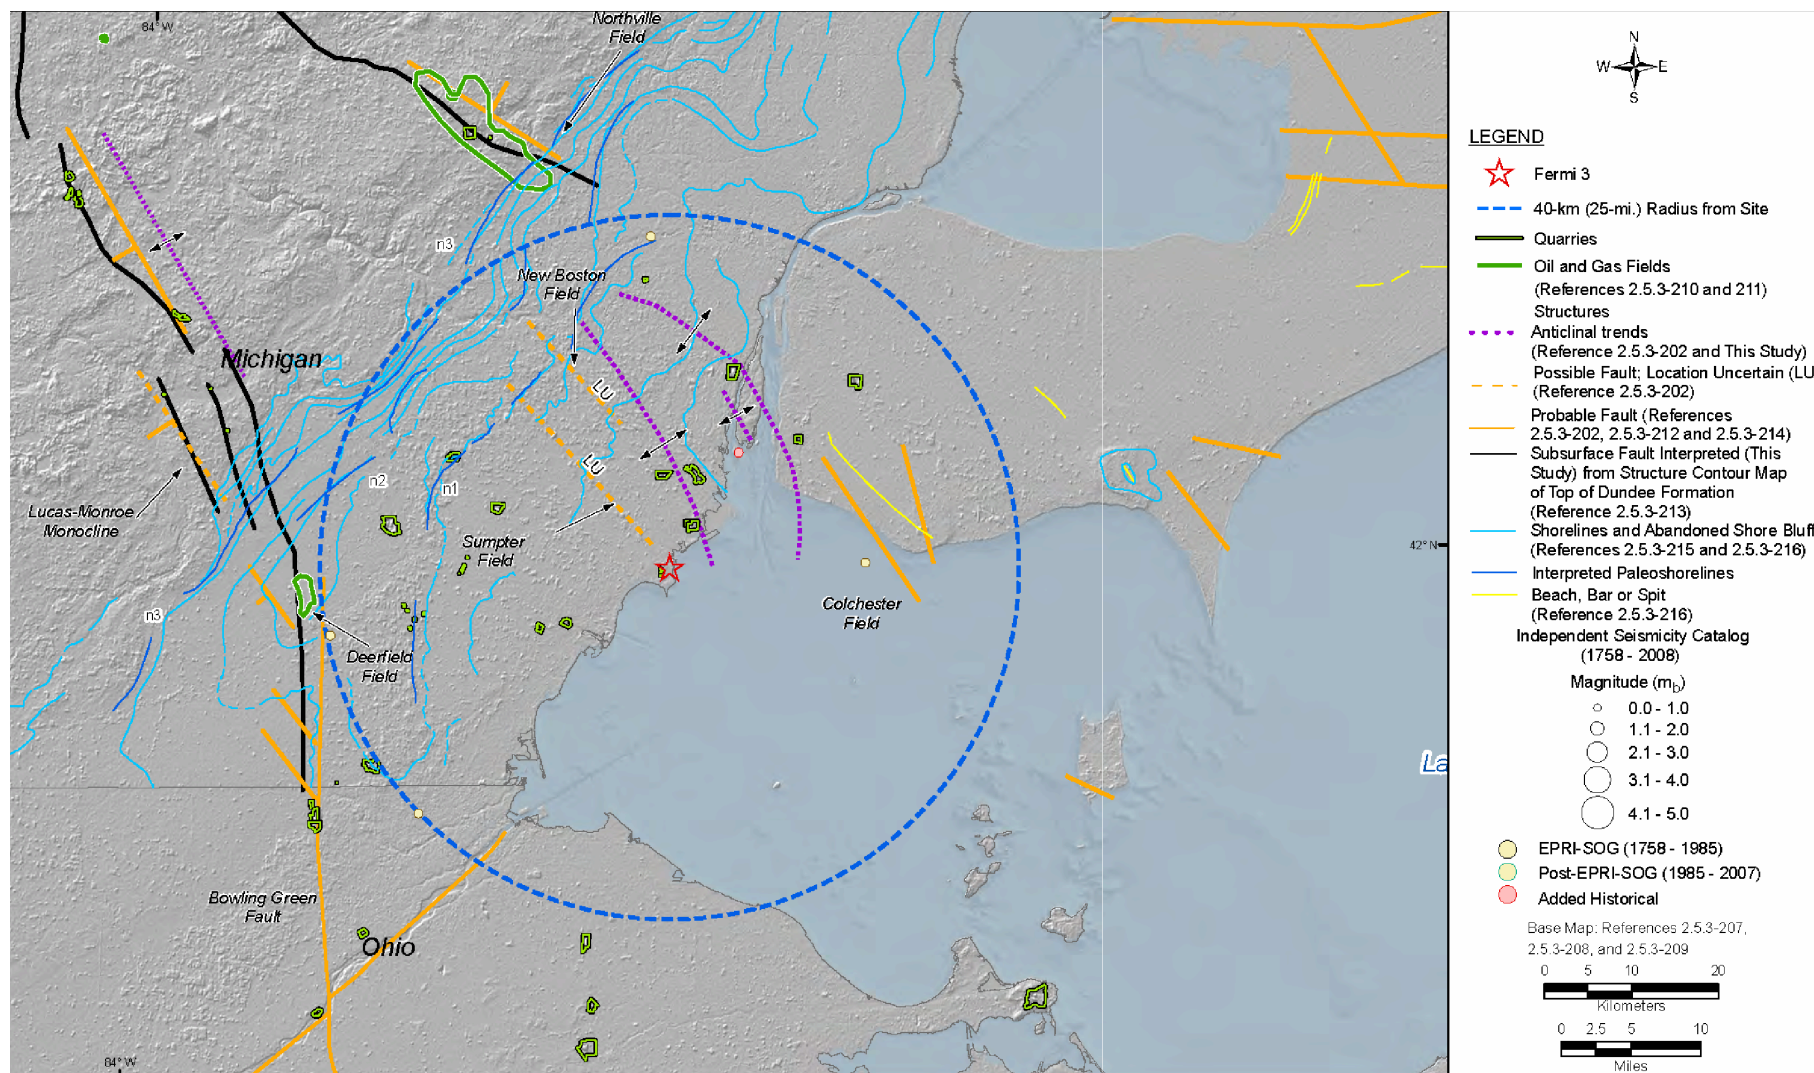 84° W
Northville
Field
n3
New Boston
Field
Michigan
LU
LU
n2
n1
Lucas-Monroe
Monocline
Sumpter
Field
n3
Deerfield
Field
Colchester
Field
42° N
La
Bowling Green
Fault
Ohio
84° W
N
W E
S
LEGEND
Fermi 3
40-km (25-mi.) Radius from Site
Quarries
Oil and Gas Fields
(References 2.5.3-210 and 211)
Structures
Anticlinal trends
(Reference 2.5.3-202 and This Study)
Possible Fault; Location Uncertain (LU
(Reference 2.5.3-202)
Probable Fault (References
2.5.3-202, 2.5.3-212 and 2.5.3-214)
Subsurface Fault Interpreted (This
Study) from Structure Contour Map
of Top of Dundee Formation
(Reference 2.5.3-213)
Shorelines and Abandoned Shore Bluff
(References 2.5.3-215 and 2.5.3-216)
Interpreted Paleoshorelines
Beach, Bar or Spit
(Reference 2.5.3-216)
Independent Seismicity Catalog
(1758 - 2008)
Magnitude (mb)
0.0 - 1.0
1.1 - 2.0
2.1 - 3.0
3.1 - 4.0
4.1 - 5.0
EPRI-SOG (1758 - 1985)
Post-EPRI-SOG (1985 - 2007)
Added Historical
Base Map: References 2.5.3-207,
2.5.3-208, and 2.5.3-209
0 5 10 20
Kilometers
0 2.5 5 10
Miles